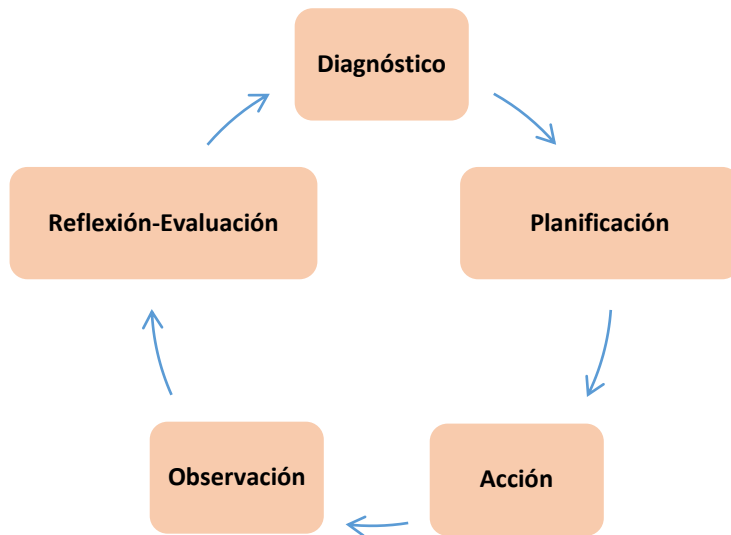 Diagnóstico
Reflexión-Evaluación
Planificación
Observación
Acción